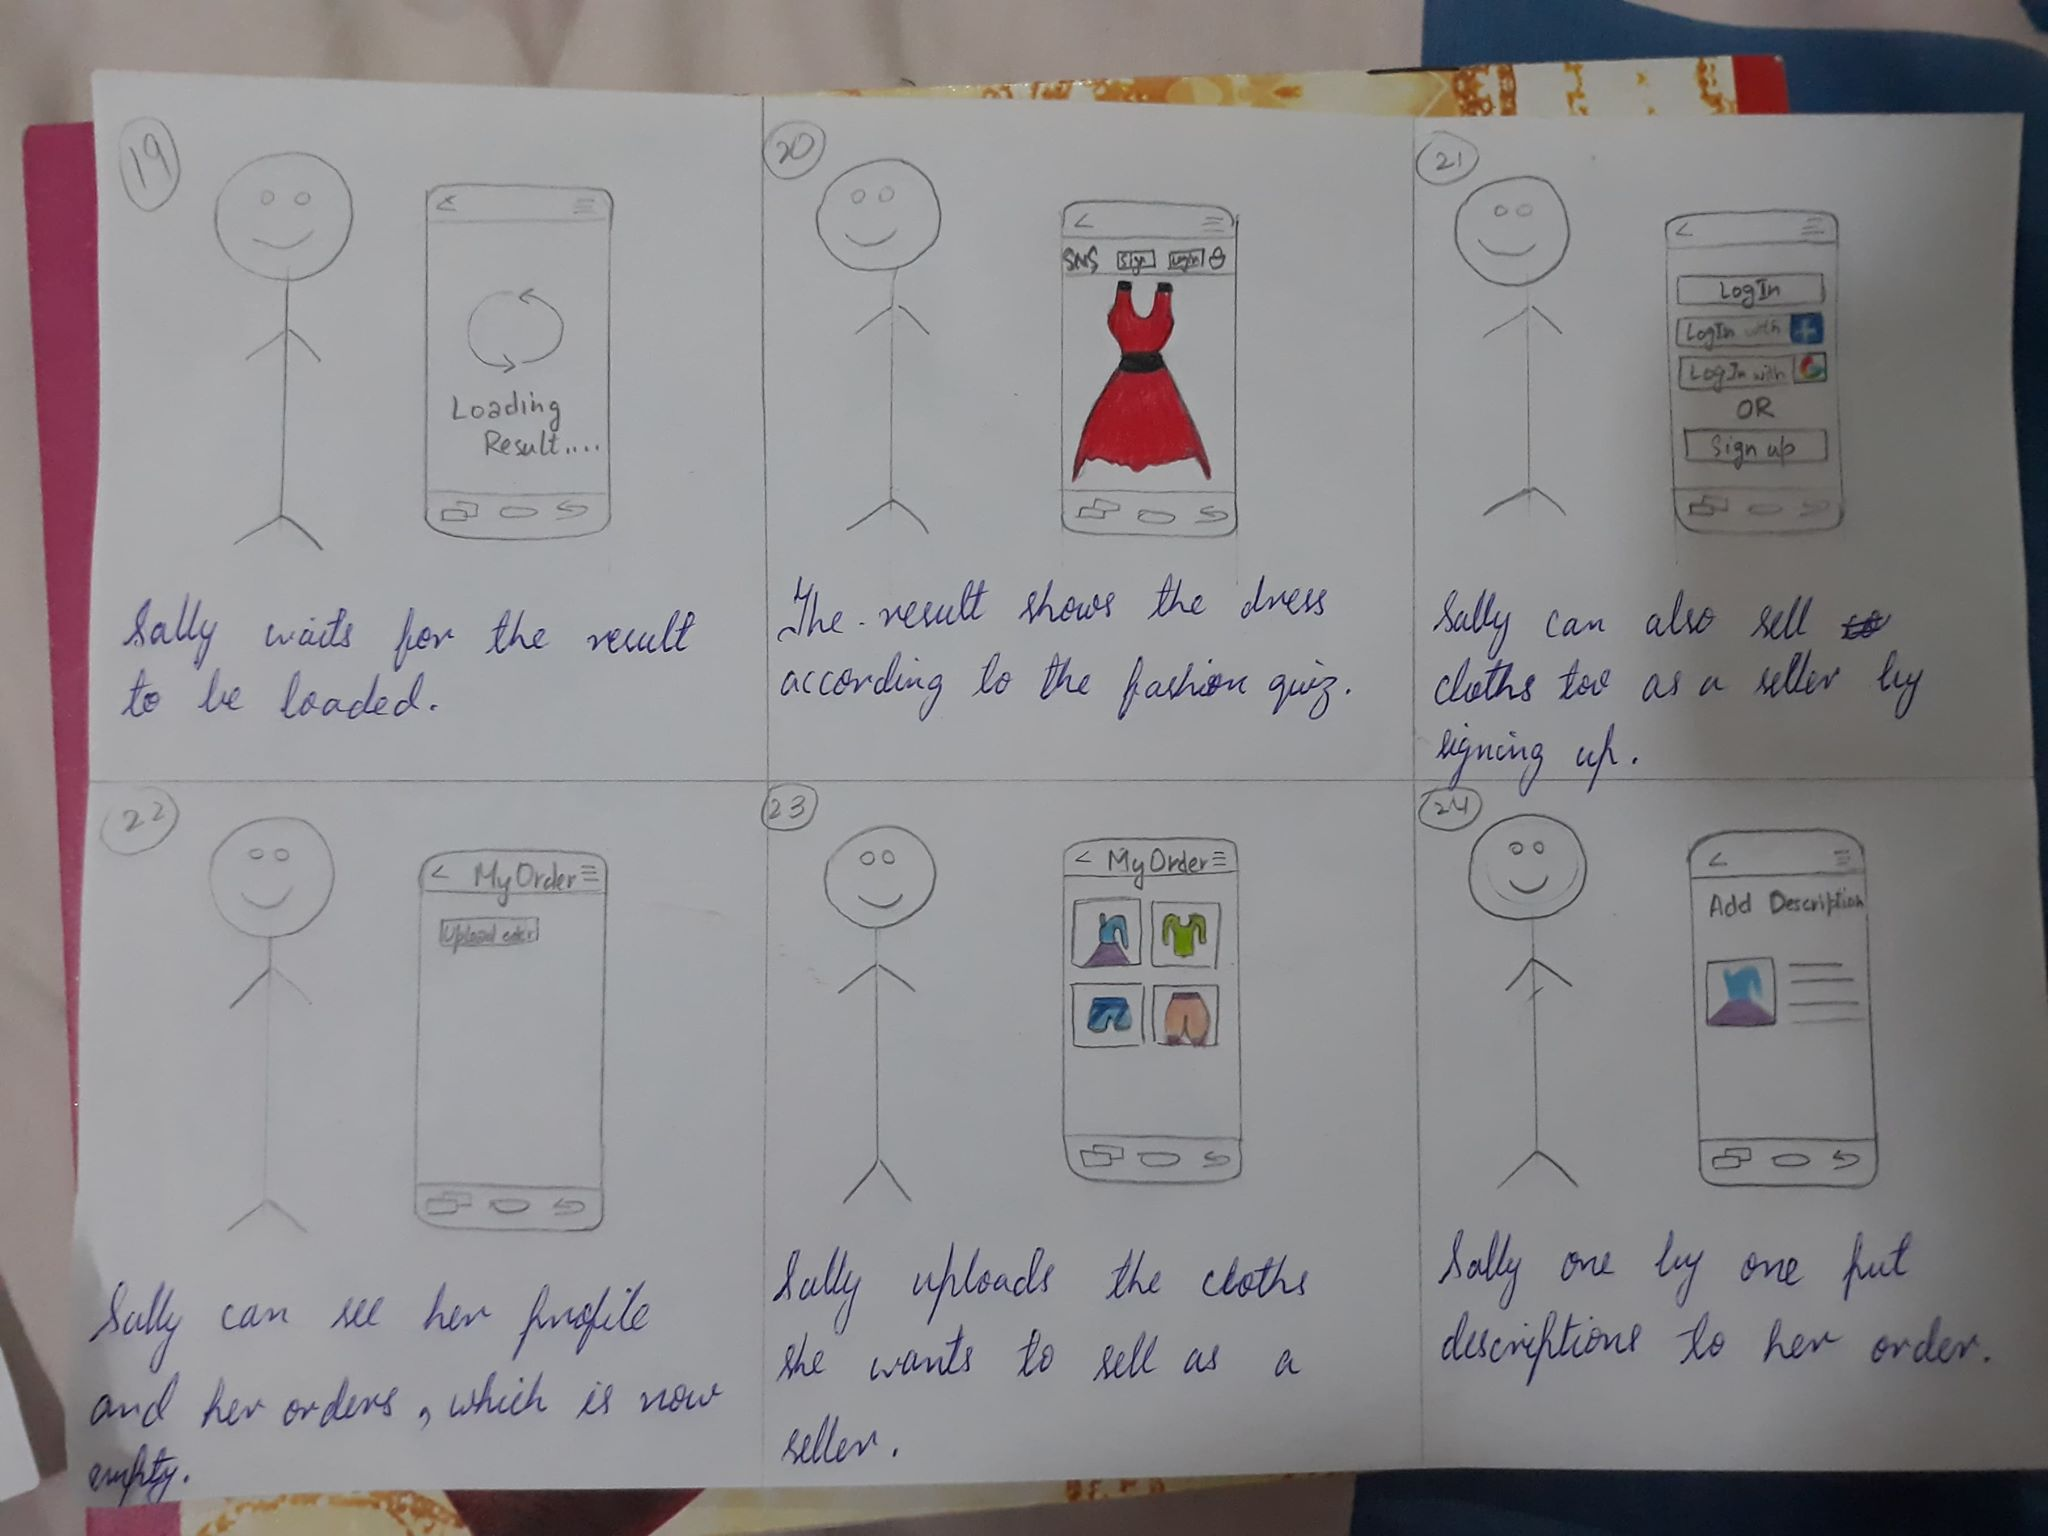 19
<
Loading
Result....
Sally waits for the result
to be loaded.
20
<
SNS Sign Login
The result shows the dress
according to the fashion quiz.
21
<
LogIn
LogIn with
LogIn with G
OR
Sign up
Sally can also sell
cloths too as a seller by
signing up.
22
< My Order
Upload
Sally can see her profile
and her orders, which is now
empty.
23
< My Order
Sally uploads the cloths
she wants to sell as a
seller.
24
<
Add Description
Sally one by one put
descriptions to her order.